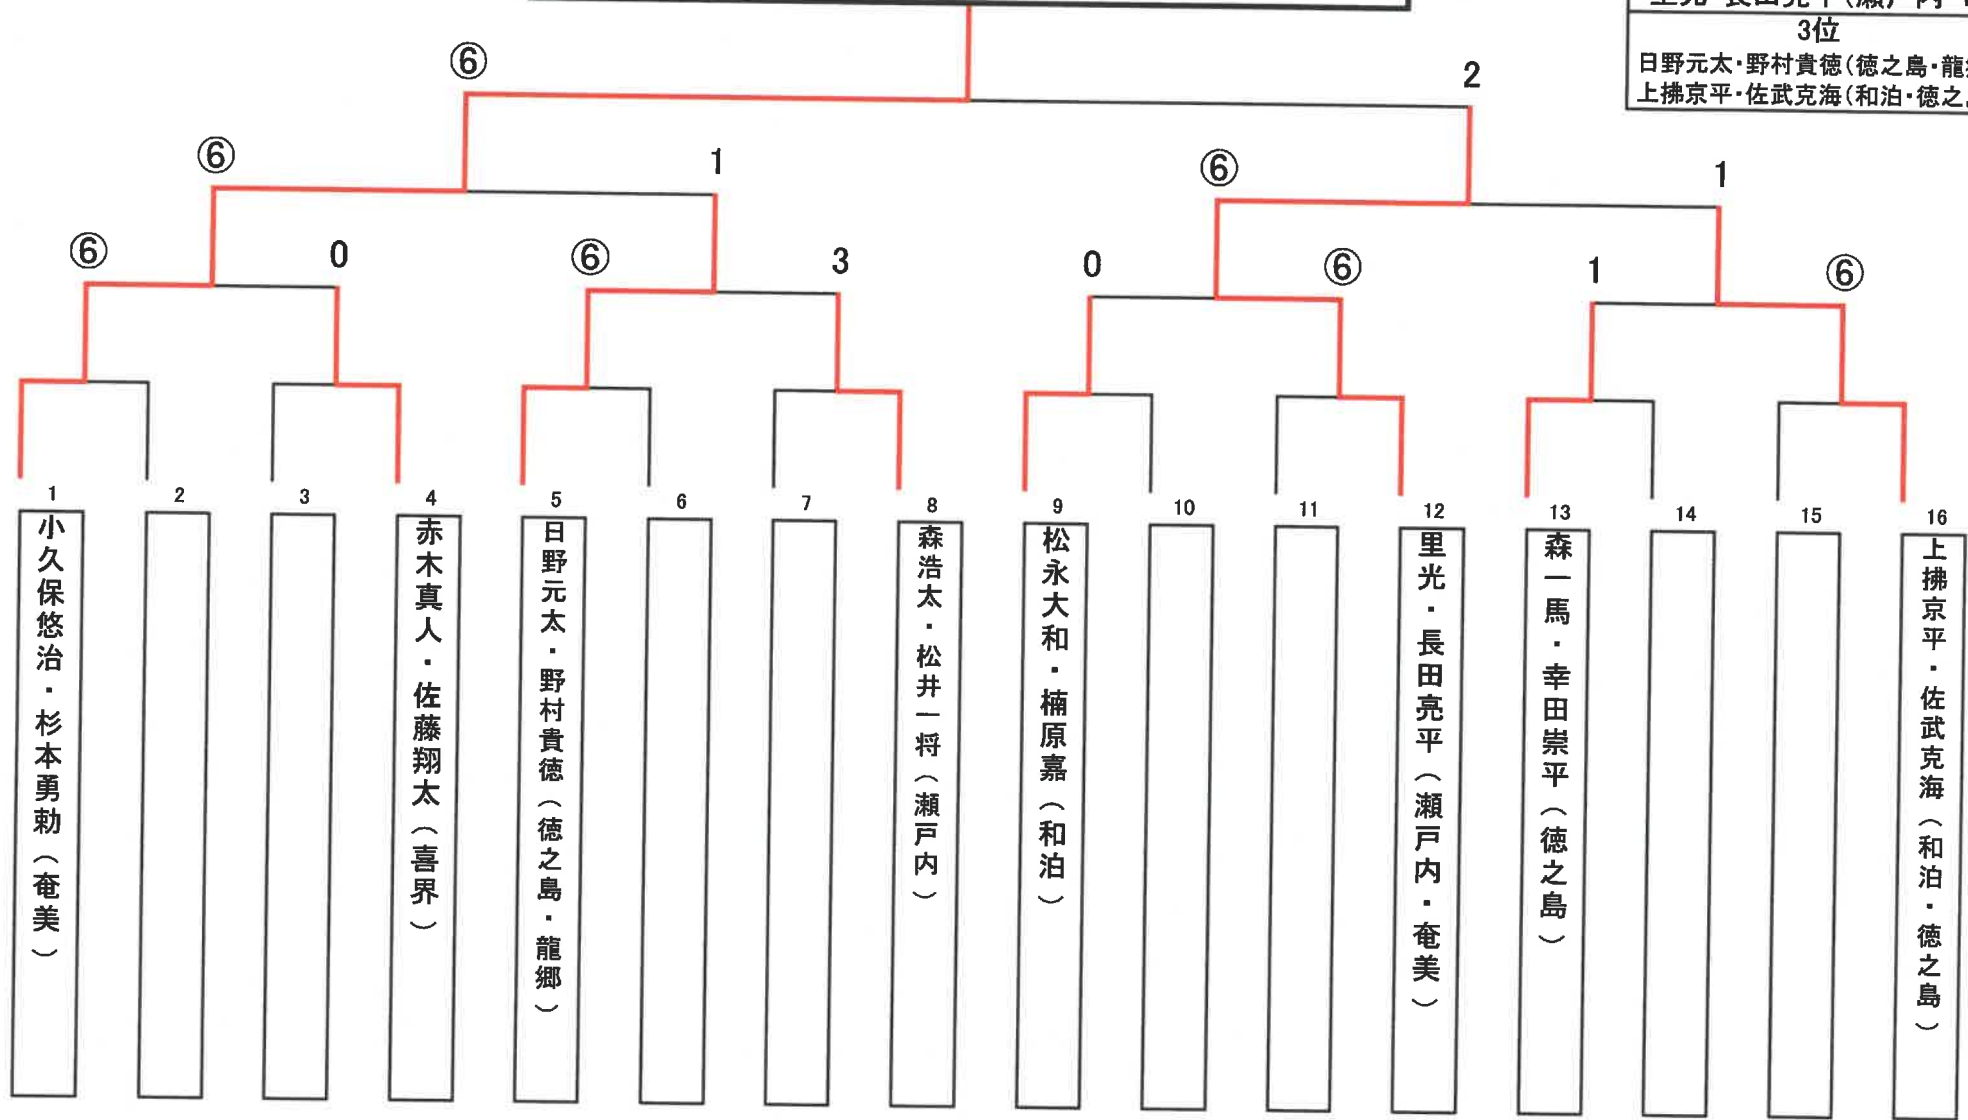 3位
日野元太・野村貴徳(徳之島・龍
上拂京平・佐武克海(和泊・徳之
⑥
2
⑥
1
⑥
1
⑥
0
⑥
3
0
⑥
1
⑥
1
2
3
4
5
6
7
8
9
10
11
12
13
14
15
16
小久保悠治・杉本勇勅(奄美)
赤木真人・佐藤翔太(喜界)
日野元太・野村貴徳(徳之島・龍郷)
森浩太・松井一将(瀬戸内)
松永大和・楠原嘉(和泊)
里光・長田亮平(瀬戸内・奄美)
森一馬・幸田崇平(徳之島)
上拂京平・佐武克海(和泊・徳之島)